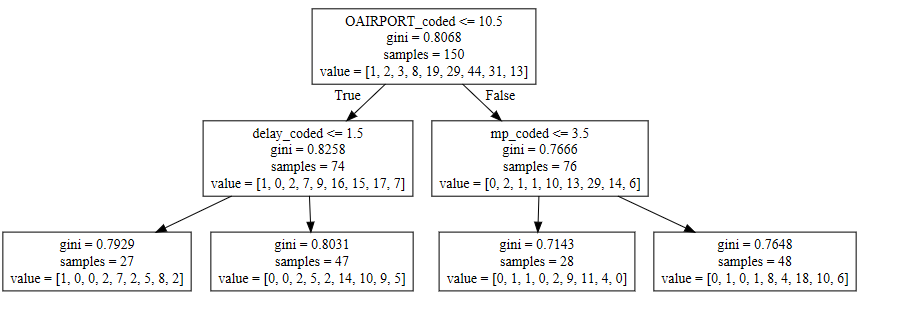 OAIRPORT_coded <= 10.5
gini = 0.8068
samples = 150
value = [1, 2, 3, 8, 19, 29, 44, 31, 13]
True
False
delay_coded <= 1.5
gini = 0.8258
samples = 74
value = [1, 0, 2, 7, 9, 16, 15, 17, 7]
mp_coded <= 3.5
gini = 0.7666
samples = 76
value = [0, 2, 1, 1, 10, 13, 29, 14, 6]
gini = 0.7929
samples = 27
value = [1, 0, 0, 2, 7, 2, 5, 8, 2]
gini = 0.8031
samples = 47
value = [0, 0, 2, 5, 2, 14, 10, 9, 5]
gini = 0.7143
samples = 28
value = [0, 1, 1, 0, 2, 9, 11, 4, 0]
gini = 0.7648
samples = 48
value = [0, 1, 0, 1, 8, 4, 18, 10, 6]